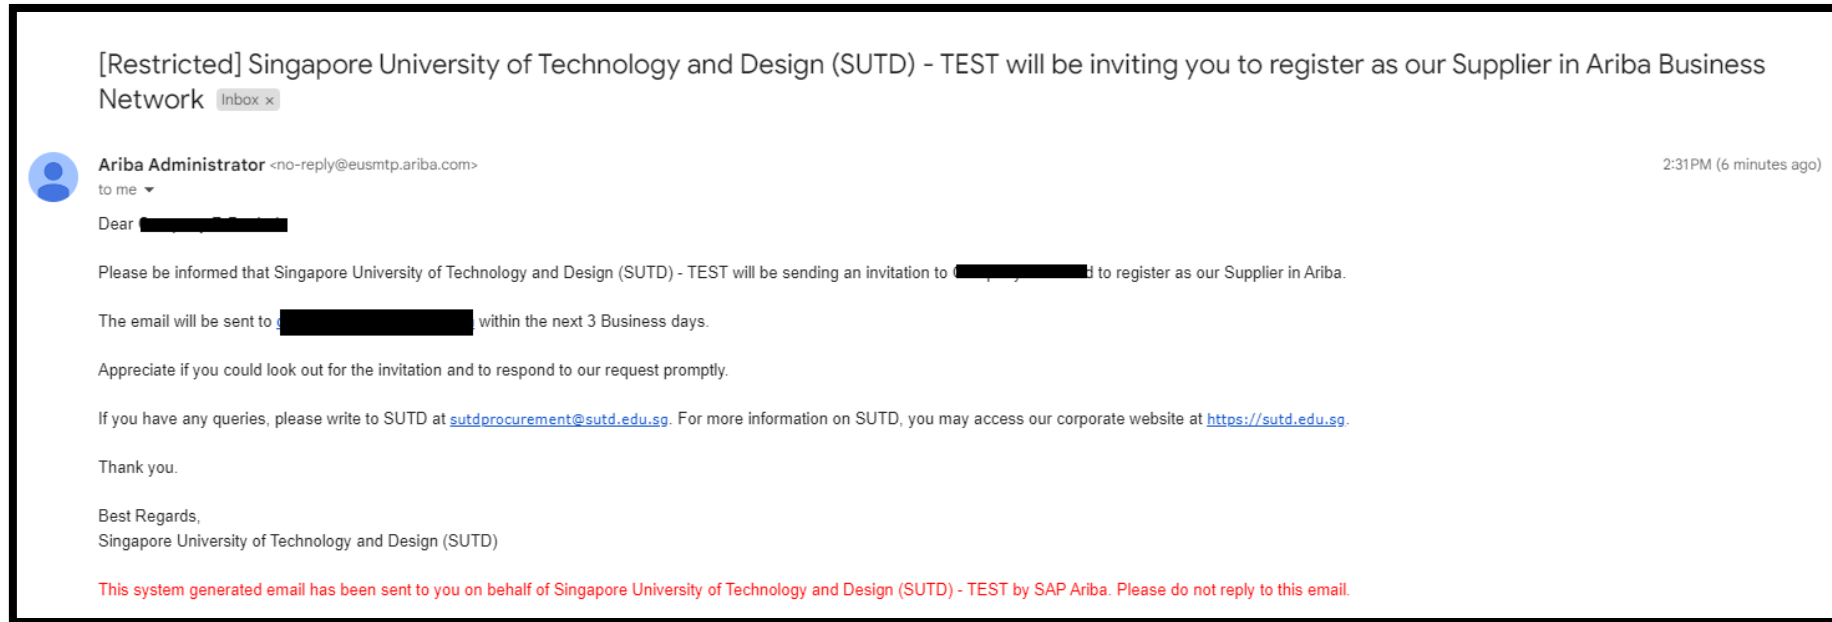 [Restricted] Singapore University of Technology and Design (SUTD) - TEST will be inviting you to register as our Supplier in Ariba Business
Network Inbox ×
Ariba Administrator <no-reply@eusmtp.ariba.com>
2:31 PM (6 minutes ago)
to me
Dear
Please be informed that Singapore University of Technology and Design (SUTD) - TEST will be sending an invitation to to register as our Supplier in Ariba.
The email will be sent to within the next 3 Business days.
Appreciate if you could look out for the invitation and to respond to our request promptly.
If you have any queries, please write to SUTD at sutdprocurement@sutd.edu.sg. For more information on SUTD, you may access our corporate website at https://sutd.edu.sg.
Thank you.
Best Regards,
Singapore University of Technology and Design (SUTD)
This system generated email has been sent to you on behalf of Singapore University of Technology and Design (SUTD) - TEST by SAP Ariba. Please do not reply to this email.